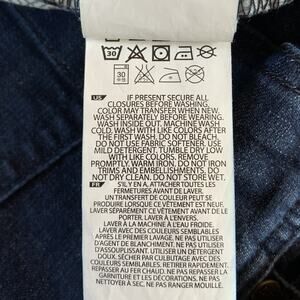 30
30
中性
US
IF PRESENT SECURE ALL
CLOSURES BEFORE WASHING.
COLOR MAY TRANSFER WHEN NEW.
WASH SEPARATELY BEFORE WEARING.
WASH INSIDE OUT. MACHINE WASH
COLD. WASH WITH LIKE COLORS AFTER
THE FIRST WASH. DO NOT BLEACH.
DO NOT USE FABRIC SOFTENER. USE
MILD DETERGENT. TUMBLE DRY LOW
WITH LIKE COLORS. REMOVE
PROMPTLY. WARM IRON. DO NOT IRON
TRIMS AND EMBELLISHMENTS. DO
NOT DRY CLEAN. DO NOT STORE WET.
FR
S'IL Y EN A, ATTACHER TOUTES LES
FERMETURES AVANT DE LAVER.
UN TRANSFERT DE COULEUR PEUT SE
PRODUIRE LORSQUE CE VÊTEMENT EST NEUF.
LAVER SÉPARÉMENT CE VÊTEMENT AVANT DE LE
PORTER. LAVER À L'ENVERS.
LAVER À LA MACHINE À L'EAU FROIDE.
LAVER AVEC DES COULEURS SEMBLABLES
APRÈS LE PREMIER LAVAGE. NE PAS UTILISER
D'AGENT DE BLANCHIMENT. NE PAS UTILISER
D'ASSOUPLISSANT. UTILISER UN DÉTERGENT
DOUX. SÉCHER PAR CULBUTAGE AVEC DES
COULEURS SEMBLABLES. RETIRER RAPIDEMENT.
REPASSER AU FER CHAUD. NE PAS REPASSER LA
GARNITURE ET LES DÉCORATIONS. NE PAS
NETTOYER À SEC. NE PAS RANGER